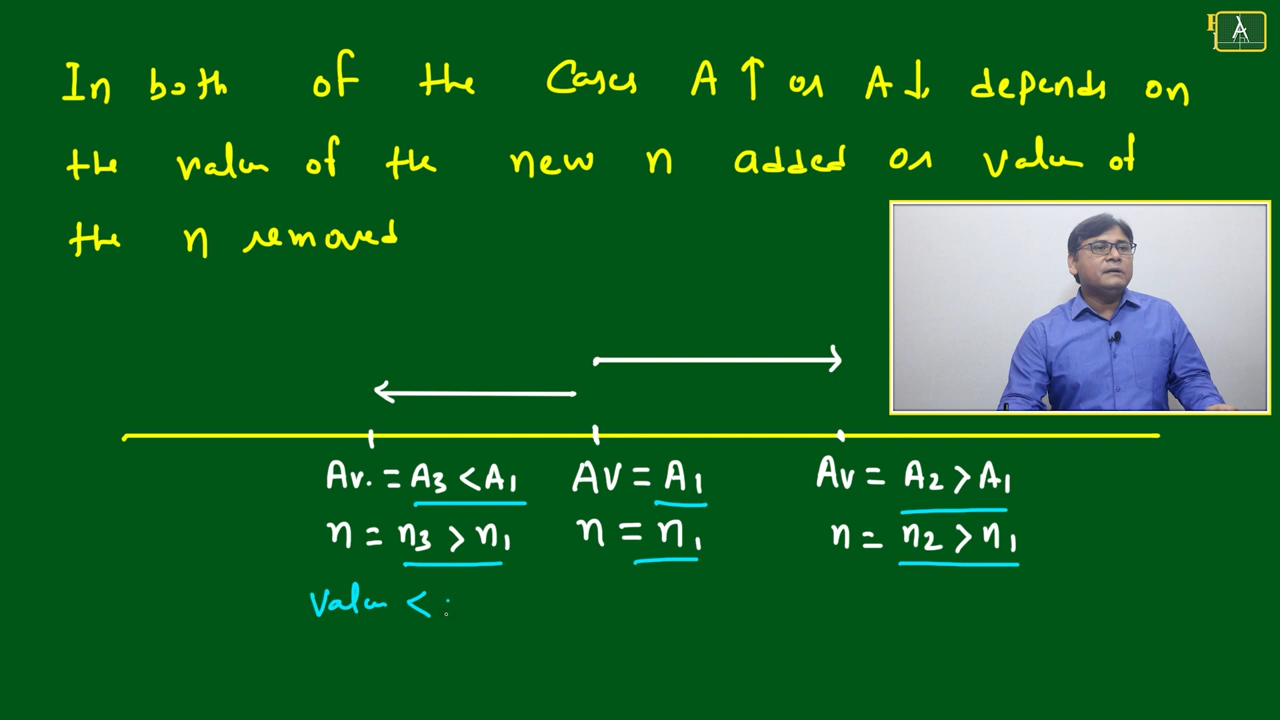 In both of the Cases A ↑ or A ↓ depends on
the value of the new n added or value of
the n removed
Av. = A3 < A1 AV = A1 Av = A2 > A1
n = n3 > n1 n = n1 n = n2 > n1
Value <